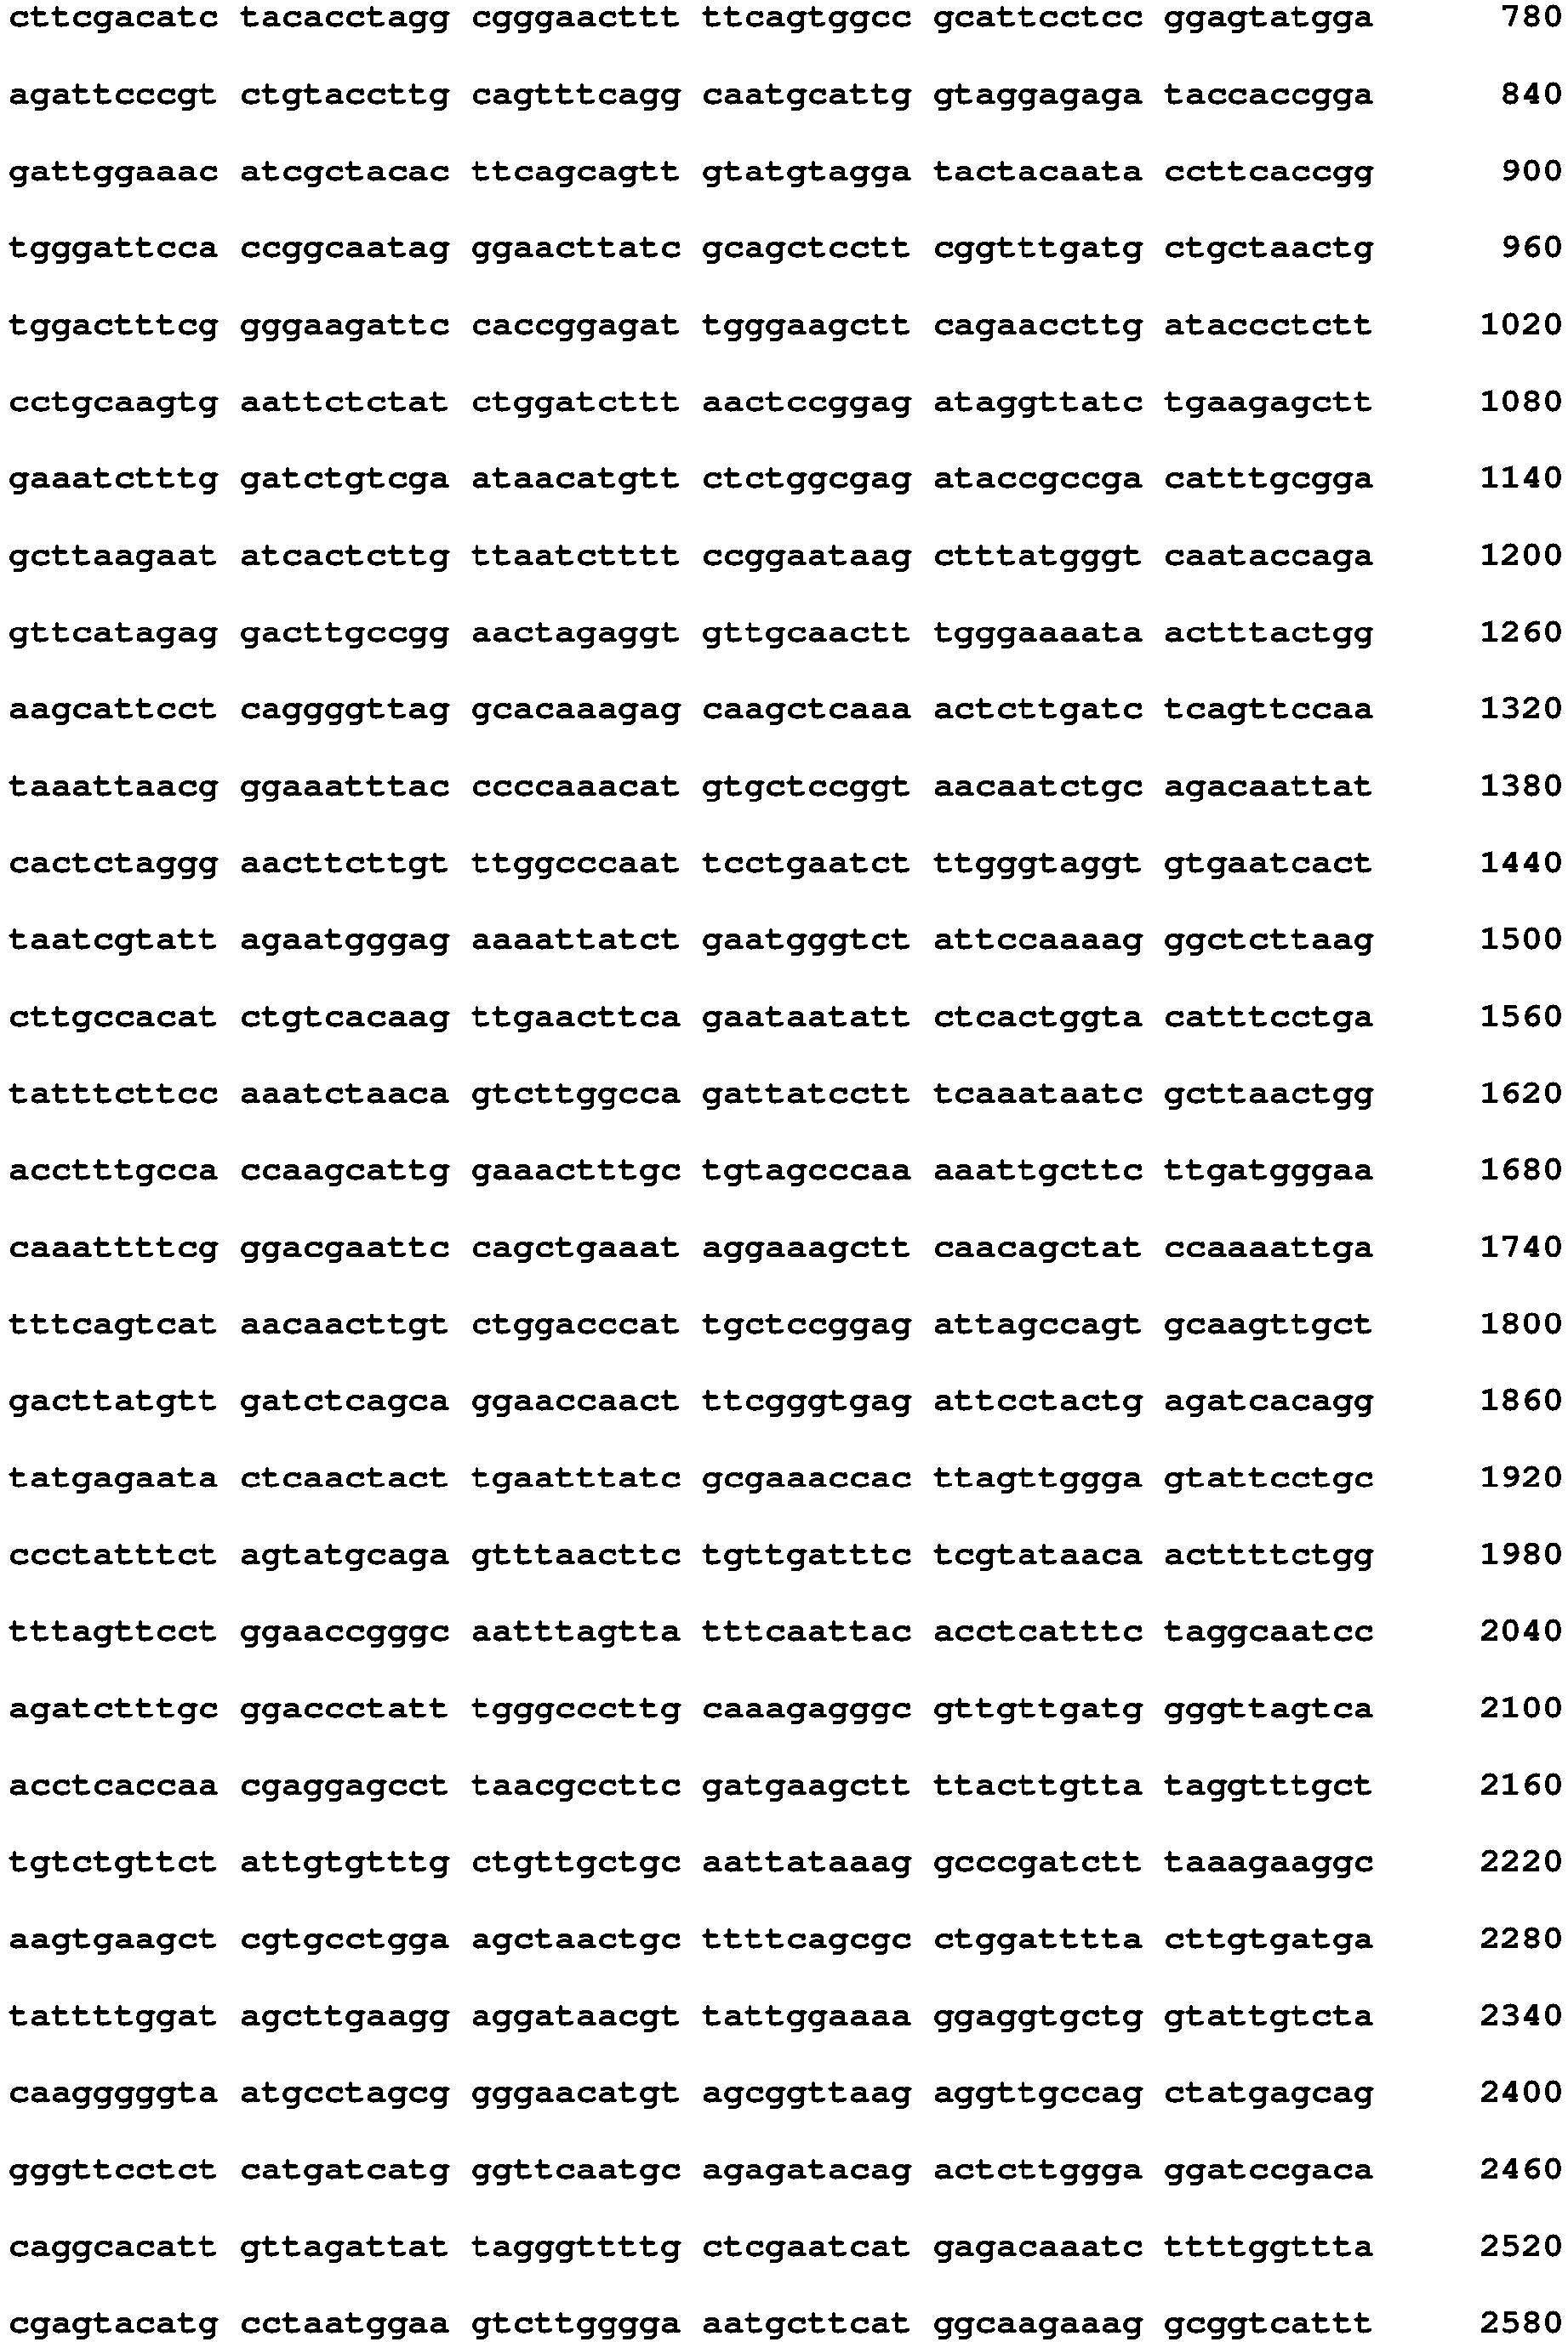 cttcgacatc tacacctagg cgggaacttt ttcagtggcc gcattcctcc ggagtatgga 780
agattcccgt ctgtaccttg cagtttcagg caatgcattg gtaggagaga taccaccgga 840
gattggaaac atcgctacac ttcagcagtt gtatgtagga tactacaata ccttcaccgg 900
tgggattcca ccggcaatag ggaacttatc gcagctcctt cggtttgatg ctgctaactg 960
tggactttcg gggaagattc caccggagat tgggaagctt cagaaccttg ataccctctt 1020
cctgcaagtg aattctctat ctggatcttt aactccggag ataggttatc tgaagagctt 1080
gaaatctttg gatctgtcga ataacatgtt ctctggcgag ataccgccga catttgcgga 1140
gcttaagaat atcactcttg ttaatctttt ccggaataag ctttatgggt caataccaga 1200
gttcatagag gacttgccgg aactagaggt gttgcaactt tgggaaaata actttactgg 1260
aagcattcct caggggttag gcacaaagag caagctcaaa actcttgatc tcagttccaa 1320
taaattaacg ggaaatttac ccccaaacat gtgctccggt aacaatctgc agacaattat 1380
cactctaggg aacttcttgt ttggcccaat tcctgaatct ttgggtaggt gtgaatcact 1440
taatcgtatt agaatgggag aaaattatct gaatgggtct attccaaaag ggctcttaag 1500
cttgccacat ctgtcacaag ttgaacttca gaataatatt ctcactggta catttcctga 1560
tatttcttcc aaatctaaca gtcttggcca gattatcctt tcaaataatc gcttaactgg 1620
acctttgcca ccaagcattg gaaactttgc tgtagcccaa aaattgcttc ttgatgggaa 1680
caaattttcg ggacgaattc cagctgaaat aggaaagctt caacagctat ccaaaattga 1740
tttcagtcat aacaacttgt ctggacccat tgctccggag attagccagt gcaagttgct 1800
gacttatgtt gatctcagca ggaaccaact ttcgggtgag attcctactg agatcacagg 1860
tatgagaata ctcaactact tgaatttatc gcgaaaccac ttagttggga gtattcctgc 1920
ccctatttct agtatgcaga gtttaacttc tgttgatttc tcgtataaca acttttctgg 1980
tttagttcct ggaaccgggc aatttagtta tttcaattac acctcatttc taggcaatcc 2040
agatctttgc ggaccctatt tgggcccttg caaagagggc gttgttgatg gggttagtca 2100
acctcaccaa cgaggagcct taacgccttc gatgaagctt ttacttgtta taggtttgct 2160
tgtctgttct attgtgtttg ctgttgctgc aattataaag gcccgatctt taaagaaggc 2220
aagtgaagct cgtgcctgga agctaactgc ttttcagcgc ctggatttta cttgtgatga 2280
tattttggat agcttgaagg aggataacgt tattggaaaa ggaggtgctg gtattgtcta 2340
caagggggta atgcctagcg gggaacatgt agcggttaag aggttgccag ctatgagcag 2400
gggttcctct catgatcatg ggttcaatgc agagatacag actcttggga ggatccgaca 2460
caggcacatt gttagattat tagggttttg ctcgaatcat gagacaaatc ttttggttta 2520
cgagtacatg cctaatggaa gtcttgggga aatgcttcat ggcaagaaag gcggtcattt 2580